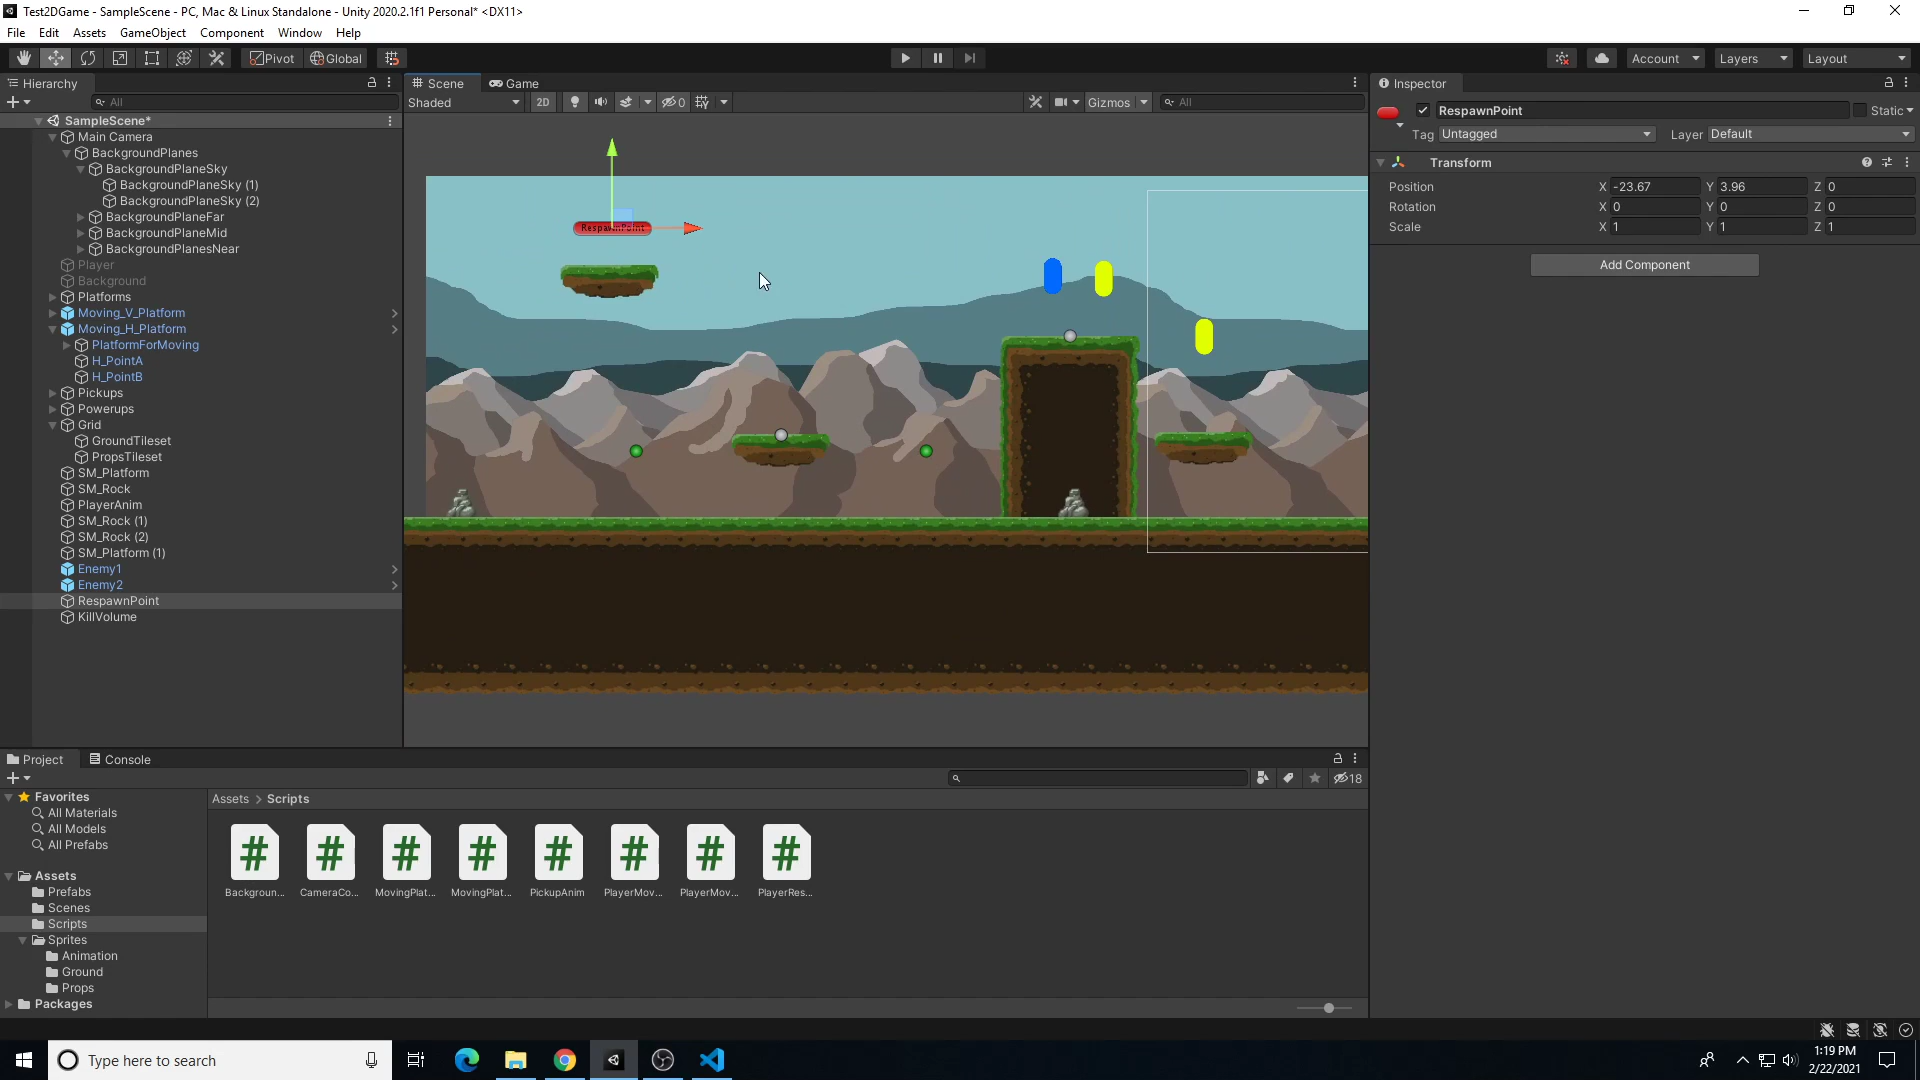 Test2DGame - SampleScene - PC, Mac & Linux Standalone - Unity 2020.2.1f1 Personal* <DX11>
File Edit Assets GameObject Component Window Help
Pivot Global Account Layers Layout
Hierarchy
All
SampleScene*
Main Camera
BackgroundPlanes
BackgroundPlaneSky
BackgroundPlaneSky (1)
BackgroundPlaneSky (2)
BackgroundPlaneFar
BackgroundPlaneMid
BackgroundPlanesNear
Player
Background
Platforms
Moving_V_Platform
Moving_H_Platform
PlatformForMoving
H_PointA
H_PointB
Pickups
Powerups
Grid
GroundTileset
PropsTileset
SM_Platform
SM_Rock
PlayerAnim
SM_Rock (1)
SM_Rock (2)
SM_Platform (1)
Enemy1
Enemy2
RespawnPoint
KillVolume
Scene Game
Shaded 2D 0 Gizmos All
RespawnPoint
Inspector
RespawnPoint Static
Tag Untagged Layer Default
Transform
Position X -23.67 Y 3.96 Z 0
Rotation X 0 Y 0 Z 0
Scale X 1 Y 1 Z 1
Add Component
Project Console
18
Favorites
All Materials
All Models
All Prefabs
Assets
Prefabs
Scenes
Scripts
Sprites
Animation
Ground
Props
Packages
Assets > Scripts
# # # # # # # #
Backgroun... CameraCo... MovingPlat... MovingPlat... PickupAnim PlayerMov... PlayerMov... PlayerRes...
Type here to search
1:19 PM
2/22/2021